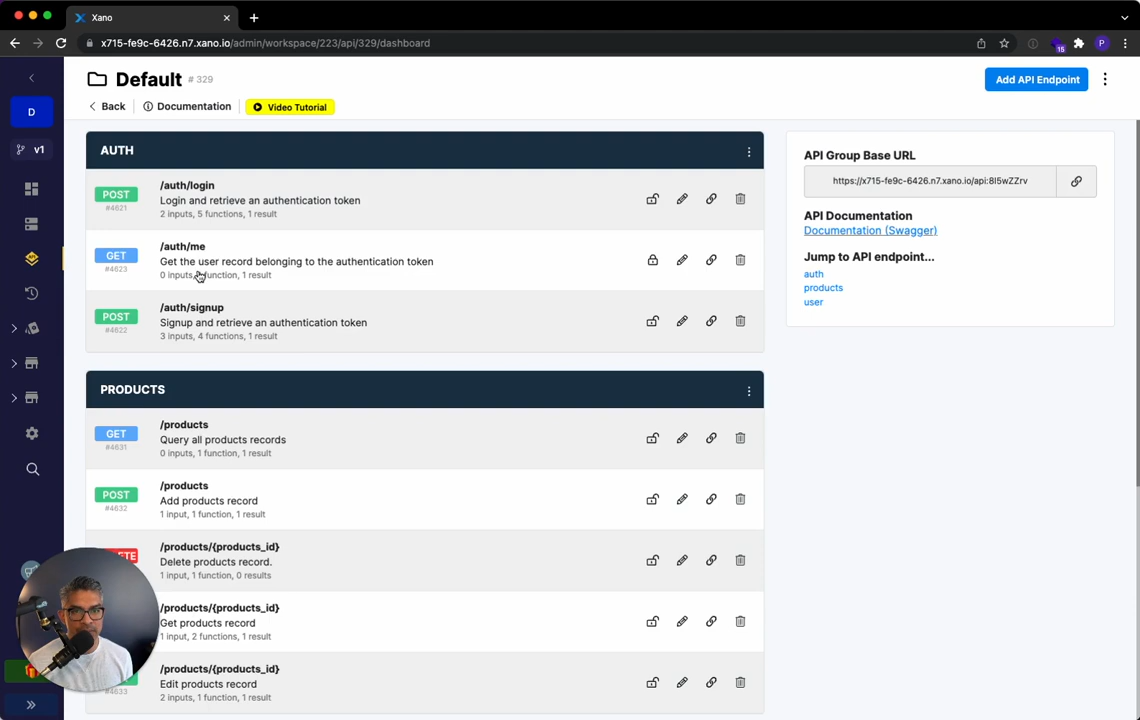 Xano
x715-fe9c-6426.n7.xano.io/admin/workspace/223/api/329/dashboard
15
P
D
v1
Default # 329
Add API Endpoint
Back
Documentation
Video Tutorial
AUTH
POST
#4621
/auth/login
Login and retrieve an authentication token
2 inputs, 5 functions, 1 result
GET
#4623
/auth/me
Get the user record belonging to the authentication token
0 inputs, function, 1 result
POST
#4622
/auth/signup
Signup and retrieve an authentication token
3 inputs, 4 functions, 1 result
PRODUCTS
GET
#4631
/products
Query all products records
0 inputs, 1 function, 1 result
POST
#4632
/products
Add products record
1 input, 1 function, 1 result
/products/{products_id}
Delete products record.
1 input, 1 function, 0 results
/products/{products_id}
Get products record
1 input, 2 functions, 1 result
#4633
/products/{products_id}
Edit products record
2 inputs, 1 function, 1 result
API Group Base URL
https://x715-fe9c-6426.n7.xano.io/api:8I5wZZrv
API Documentation
Documentation (Swagger)
Jump to API endpoint...
auth
products
user